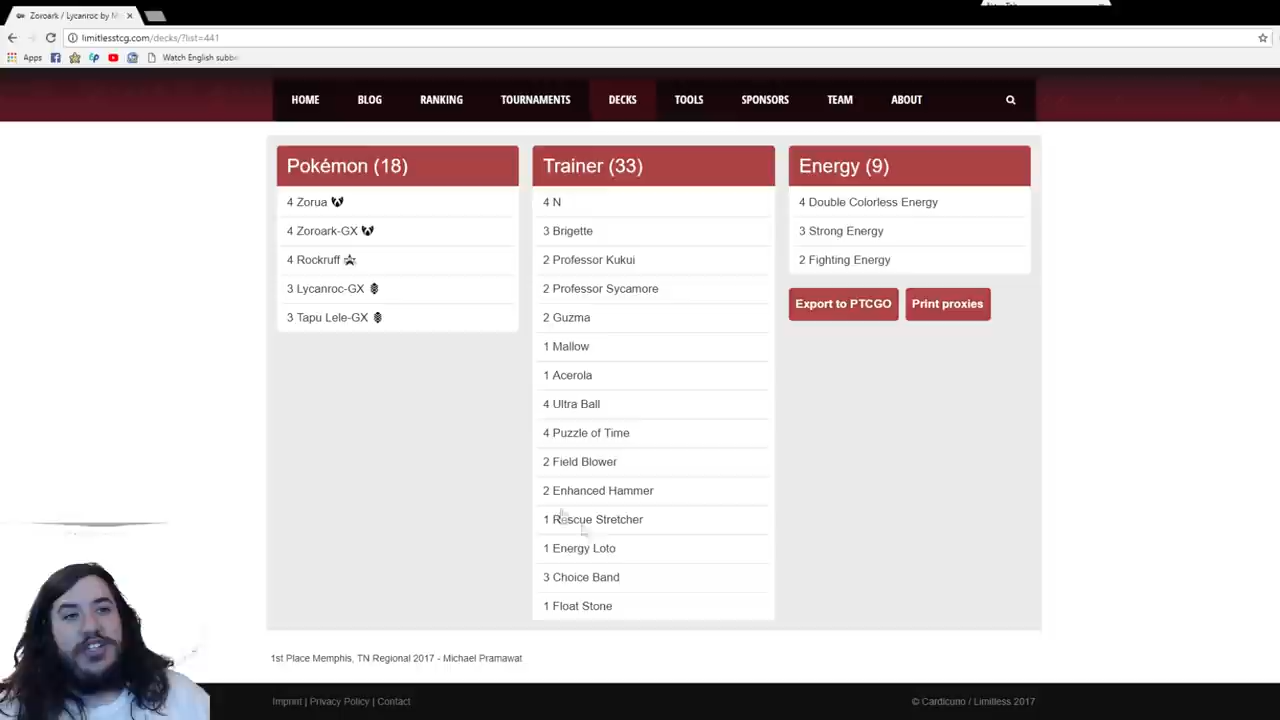 Zoroark / Lycanroc by M
limitlesstcg.com/decks/?list=441
Apps
Watch English subbe
HOME
BLOG
RANKING
TOURNAMENTS
DECKS
TOOLS
SPONSORS
TEAM
ABOUT
Pokémon (18)
4 Zorua
4 Zoroark-GX
4 Rockruff
3 Lycanroc-GX
3 Tapu Lele-GX
Trainer (33)
4 N
3 Brigette
2 Professor Kukui
2 Professor Sycamore
2 Guzma
1 Mallow
1 Acerola
4 Ultra Ball
4 Puzzle of Time
2 Field Blower
2 Enhanced Hammer
1 Rescue Stretcher
1 Energy Loto
3 Choice Band
1 Float Stone
Energy (9)
4 Double Colorless Energy
3 Strong Energy
2 Fighting Energy
Export to PTCGO
Print proxies
1st Place Memphis, TN Regional 2017 - Michael Pramawat
Imprint | Privacy Policy | Contact
© Cardicuno / Limitless 2017